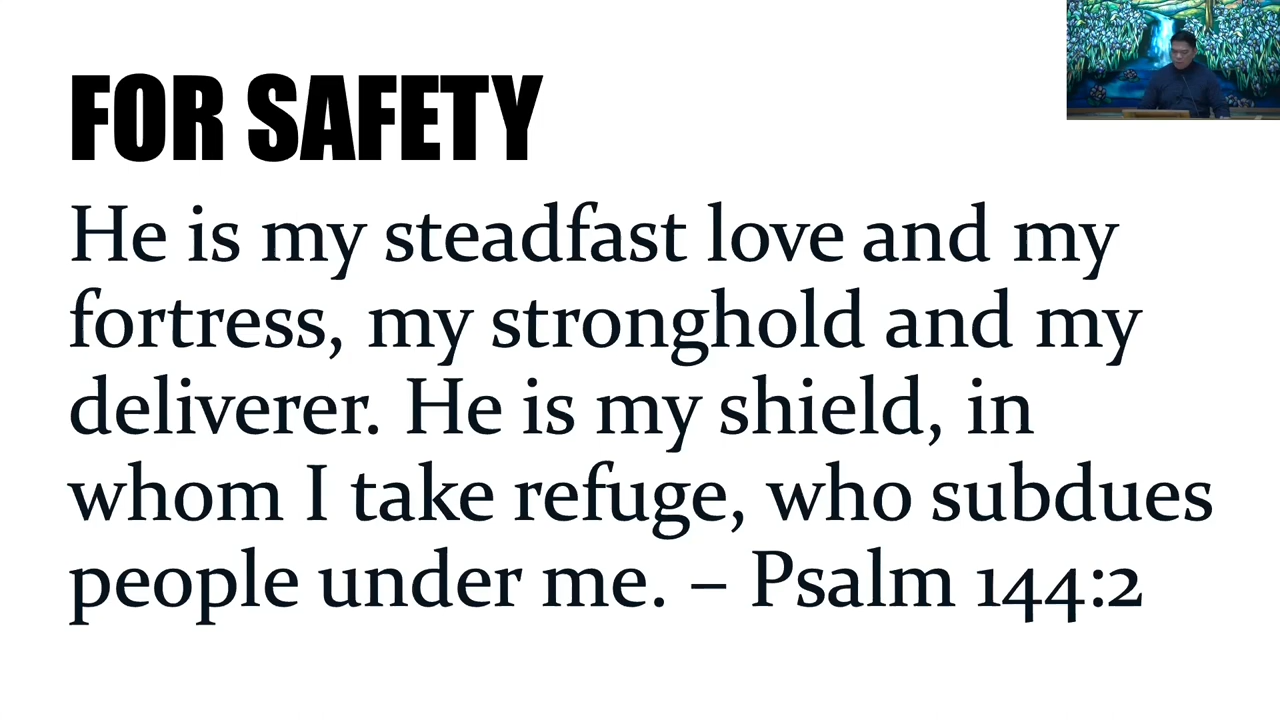 FOR SAFETY
He is my steadfast love and my
fortress, my stronghold and my
deliverer. He is my shield, in
whom I take refuge, who subdues
people under me. – Psalm 144:2